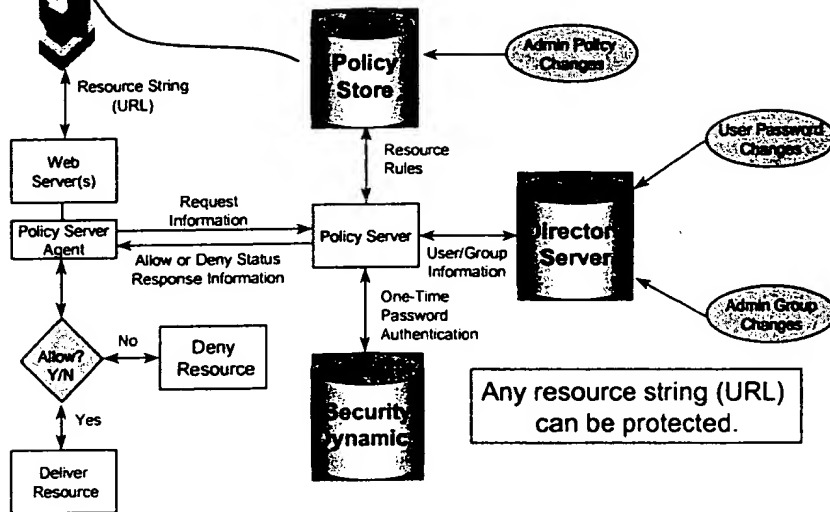 Policy
Store
Admin Policy
Changes
Resource String
(URL)
User Password
Changes
Web
Server(s)
Resource
Rules
Request
Information
Policy Server
Agent
Policy Server
Director
Server
Allow or Deny Status
Response Information
User/Group
Information
One-Time
Password
Authentication
Admin Group
Changes
Allow?
Y/N
No
Deny
Resource
Any resource string (URL)
can be protected.
Security
Dynamic
Yes
Deliver
Resource